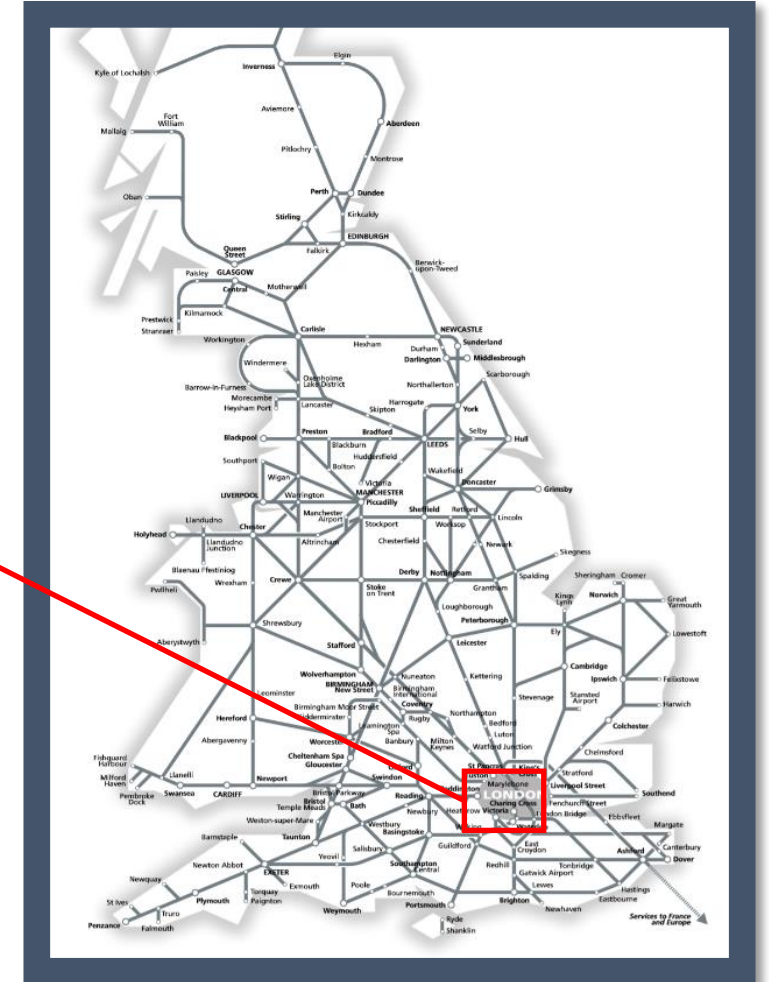 Elgin
Inverness
Kyle of Lochalsh
Aviemore
Fort
William
Mallaig
Aberdeen
Pitlochry
Montrose
Perth
Dundee
Oban
Stirling
Kirkcaldy
EDINBURGH
Queen
Street
Falkirk
Berwick-
upon-Tweed
Paisley
GLASGOW
Central
Motherwell
Prestwick
Kilmarnock
Stranraer
Carlisle
NEWCASTLE
Workington
Hexham
Sunderland
Durham
Darlington
Middlesbrough
Windermere
Oxenholme
Lake District
Scarborough
Barrow-in-Furness
Northallerton
Morecambe
Heysham Port
Lancaster
Harrogate
York
Skipton
Blackpool
Preston
Bradford
Selby
Hull
Blackburn
LEEDS
Huddersfield
Southport
Bolton
Wakefield
Wigan
Victoria
MANCHESTER
Piccadilly
Doncaster
LIVERPOOL
Warrington
Grimsby
Manchester
Airport
Sheffield
Retford
Llandudno
Stockport
Worksop
Lincoln
Holyhead
Chester
Llandudno
Junction
Altrincham
Chesterfield
Newark
Skegness
Blaenau Ffestiniog
Wrexham
Crewe
Stoke
on Trent
Derby
Nottingham
Spalding
Sheringham
Cromer
Pwllheli
Grantham
Kings
Lynn
Norwich
Great
Yarmouth
Loughborough
Peterborough
Aberystwyth
Shrewsbury
Ely
Lowestoft
Stafford
Leicester
Wolverhampton
Nuneaton
Kettering
Cambridge
BIRMINGHAM
New Street
Birmingham
International
Ipswich
Felixstowe
Leominster
Stevenage
Stansted
Airport
Birmingham Moor Street
Coventry
Harwich
Kidderminster
Rugby
Northampton
Hereford
Leamington
Spa
Bedford
Colchester
Abergavenny
Worcester
Banbury
Milton
Keynes
Luton
Watford Junction
Chelmsford
Cheltenham Spa
Gloucester
Oxford
St Pancras
King's
Stratford
Fishguard
Harbour
Llanelli
Newport
Swindon
Marylebone
Liverpool Street
Milford
Haven
Pembroke
Dock
Swansea
CARDIFF
Bristol Parkway
Reading
LONDON
Charing Cross
Fenchurch Street
Southend
Bristol
Temple Meads
Bath
Newbury
Heathrow
Victoria
London Bridge
Ebbsfleet
Weston-super-Mare
Westbury
Basingstoke
Margate
Barnstaple
Taunton
Salisbury
Guildford
East
Croydon
Ashford
Canterbury
Dover
Newton Abbot
Yeovil
Southampton
Central
Redhill
Gatwick Airport
Tonbridge
Newquay
EXETER
Exmouth
Poole
Bournemouth
Lewes
Hastings
St Ives
Plymouth
Torquay
Paignton
Weymouth
Portsmouth
Brighton
Newhaven
Eastbourne
Truro
Falmouth
Penzance
Ryde
Shanklin
Services to France
and Europe